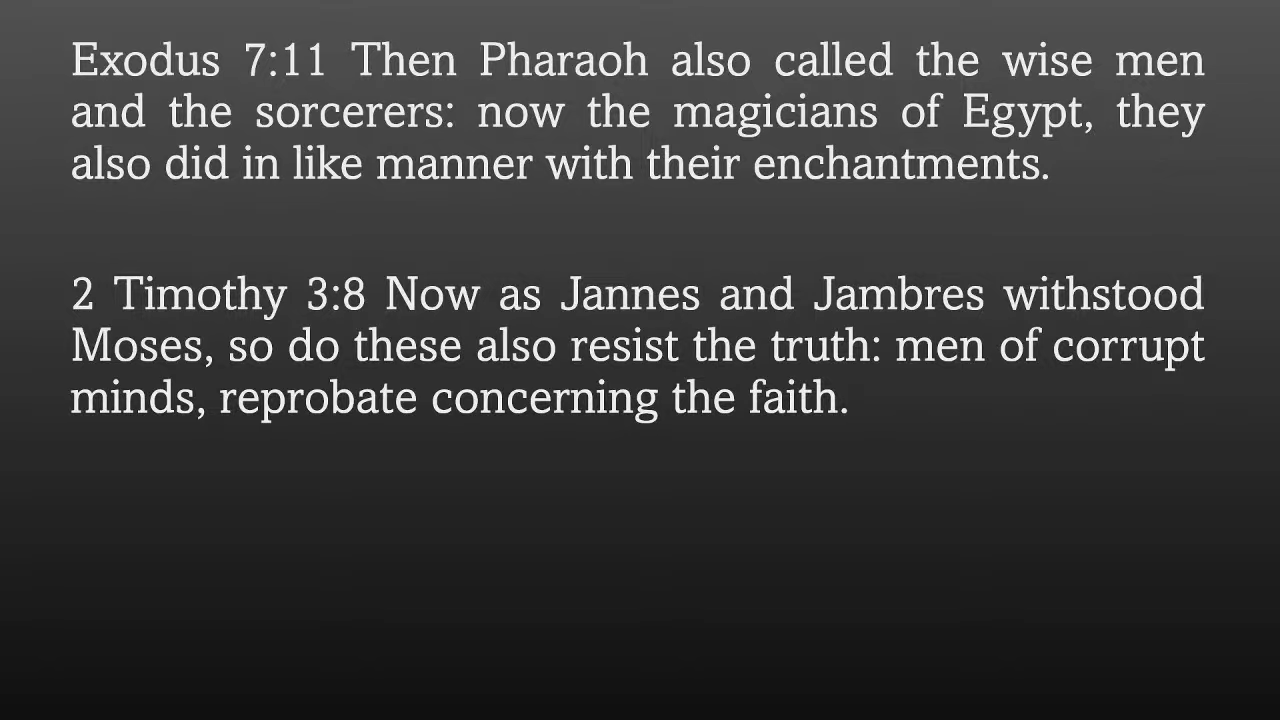 Exodus 7:11 Then Pharaoh also called the wise men
and the sorcerers: now the magicians of Egypt, they
also did in like manner with their enchantments.
2 Timothy 3:8 Now as Jannes and Jambres withstood
Moses, so do these also resist the truth: men of corrupt
minds, reprobate concerning the faith.